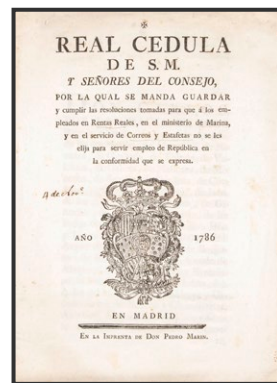 REAL CEDULA
DE S. M.
Y SEÑORES DEL CONSEJO,
POR LA QUAL SE MANDA GUARDAR
y cumplir las resoluciones tomadas para que á los em-
pleados en Rentas Reales, en el ministerio de Marina,
y en el servicio de Correos y Estafetas no se les
elija para servir empleo de República en
la conformidad que se expresa.
AÑO 1786
EN MADRID
EN LA IMPRENTA DE DON PEDRO MARIN.